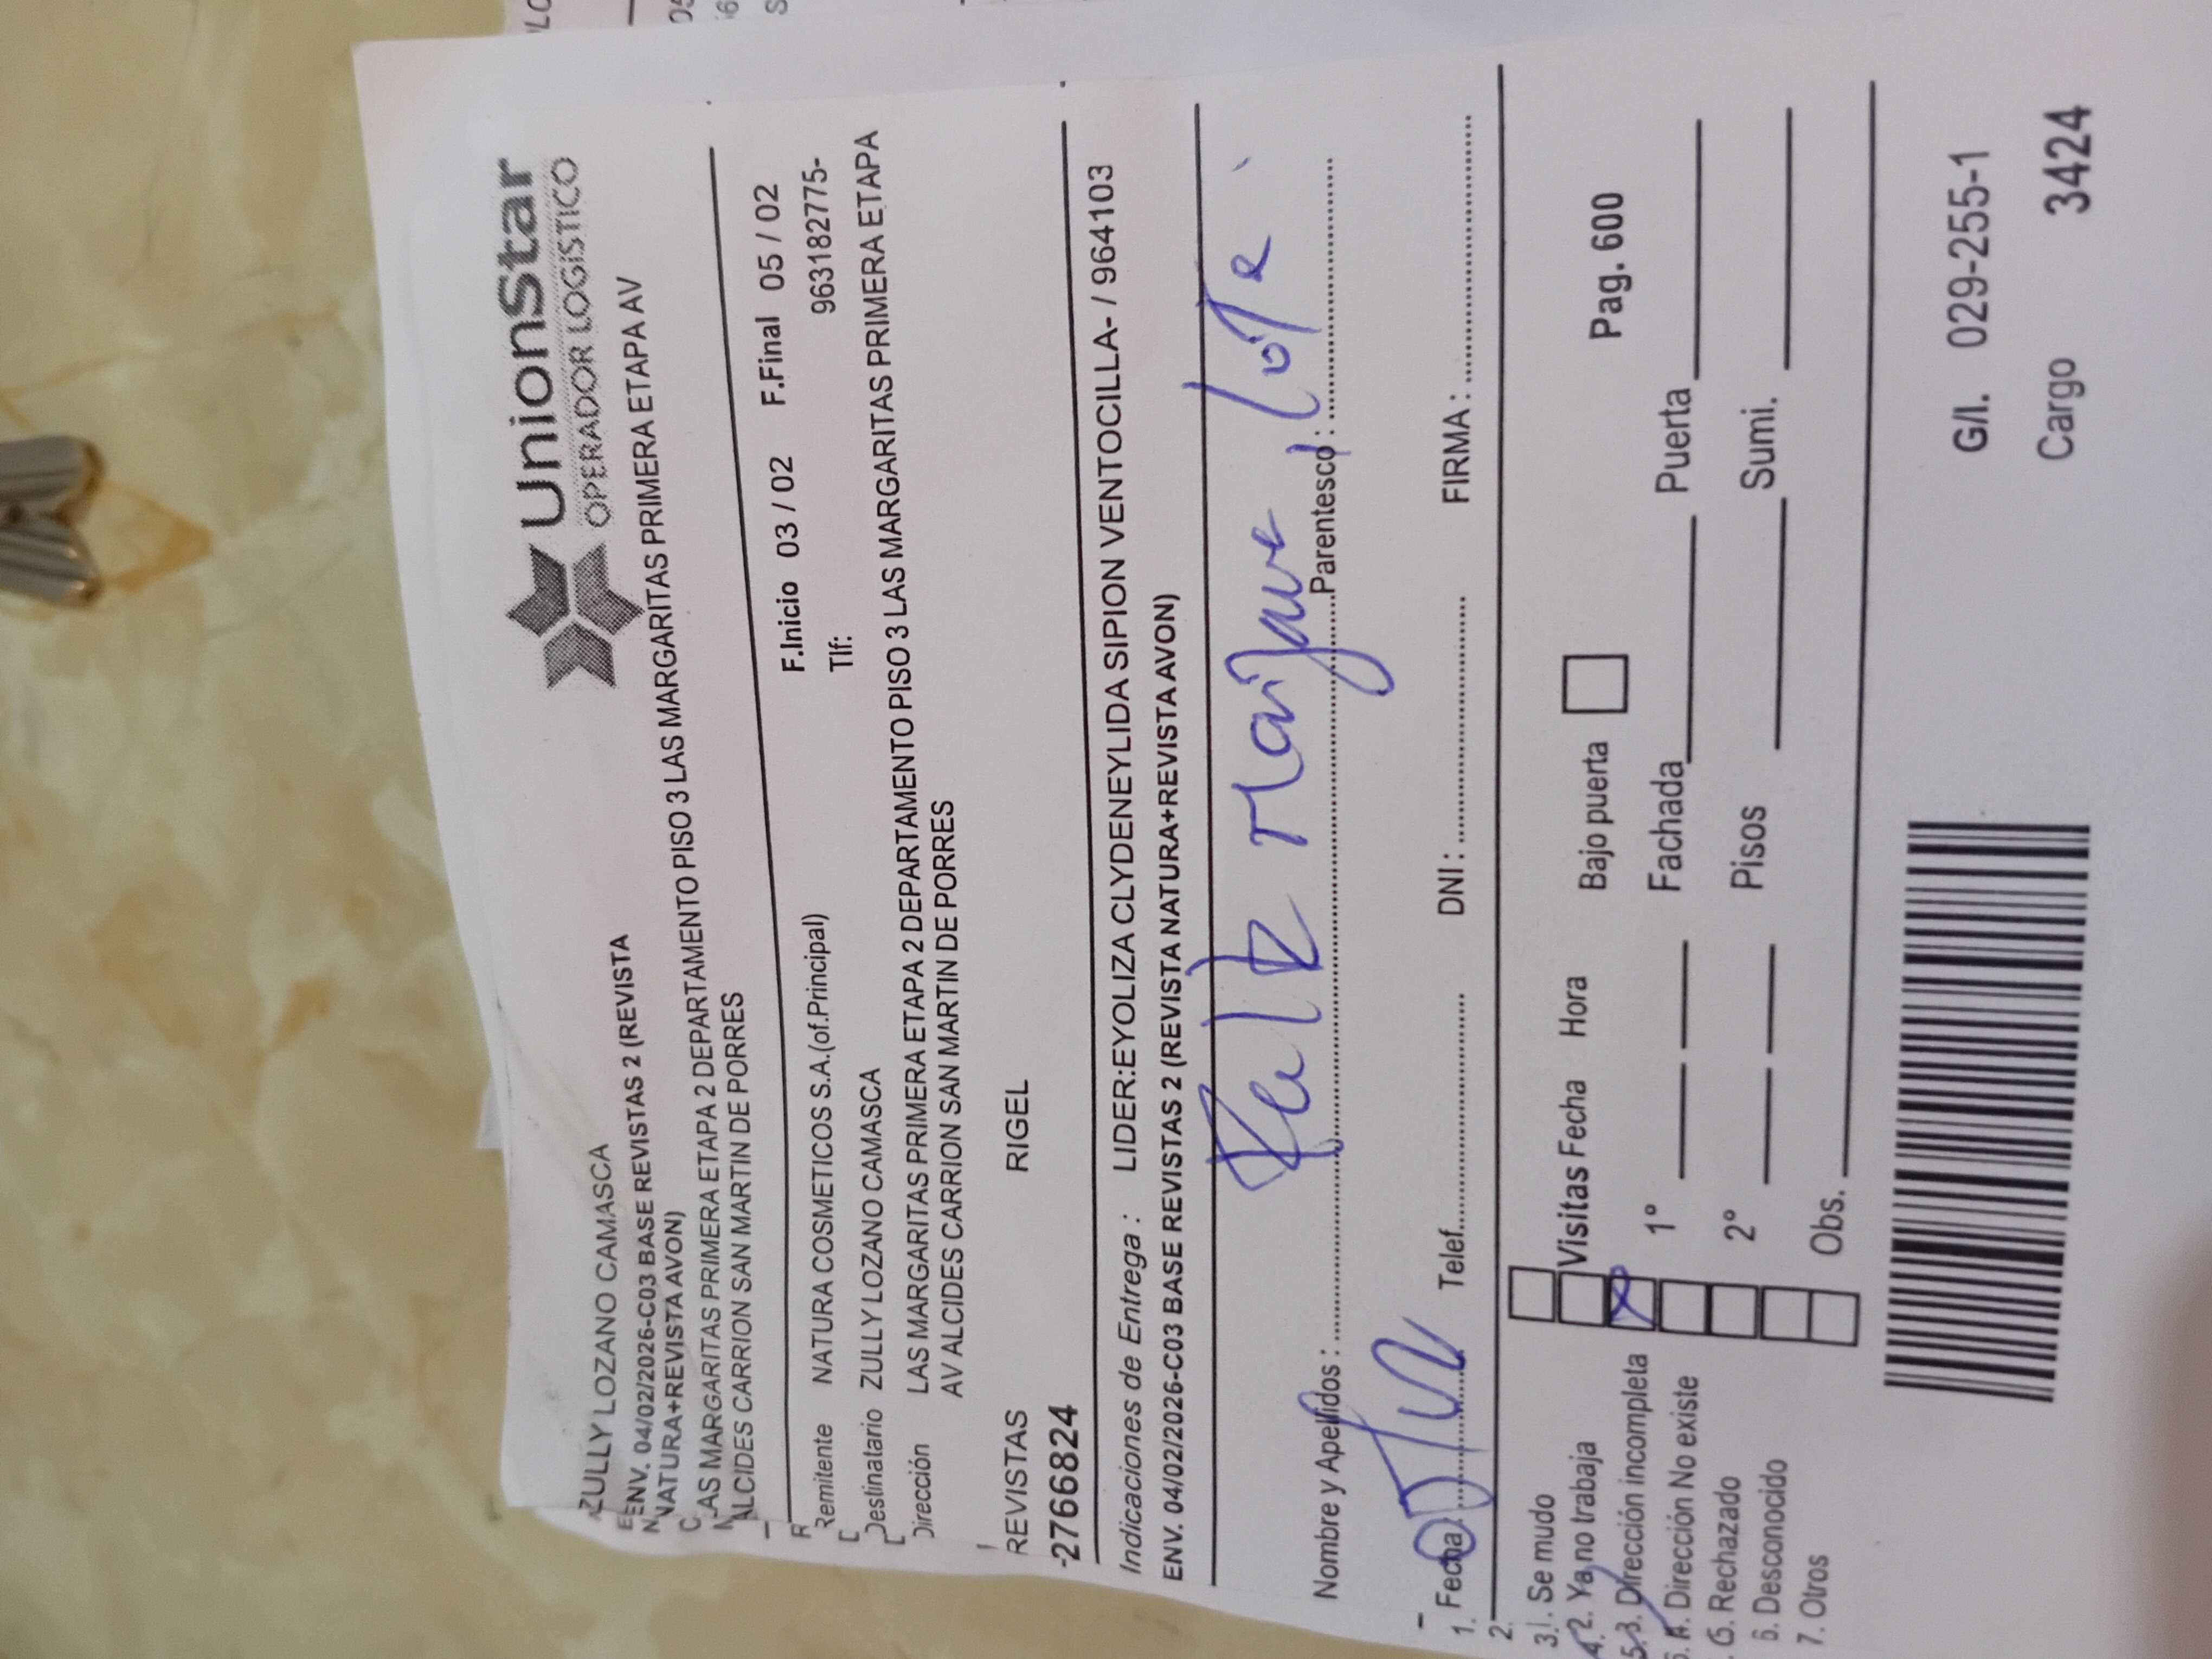 UnionStar
OPERADOR LOGÍSTICO
ZULLY LOZANO CAMASCA
ENV. 04/02/2026-C03 BASE REVISTAS 2 (REVISTA
NATURA+REVISTA AVON)
LAS MARGARITAS PRIMERA ETAPA 2 DEPARTAMENTO PISO 3 LAS MARGARITAS PRIMERA ETAPA AV
ALCIDES CARRION SAN MARTIN DE PORRES
F.Inicio 03 / 02 F.Final 05 / 02
Remitente NATURA COSMETICOS S.A.(of.Principal) Tlf: 963182775-
Destinatario ZULLY LOZANO CAMASCA
Dirección LAS MARGARITAS PRIMERA ETAPA 2 DEPARTAMENTO PISO 3 LAS MARGARITAS PRIMERA ETAPA
AV ALCIDES CARRION SAN MARTIN DE PORRES
REVISTAS RIGEL
-2766824
Indicaciones de Entrega : LIDER:EYOLIZA CLYDENEYLIDA SIPION VENTOCILLA- / 964103
ENV. 04/02/2026-C03 BASE REVISTAS 2 (REVISTA NATURA+REVISTA AVON)
Nombre y Apellidos : Parentesco :
Fecha : Telef. DNI : FIRMA :
1.
2.
3. . Se mudo
4. 2. Ya no trabaja
5. 3. Dirección incompleta
Dirección No existe
Rechazado
6. Desconocido
7. Otros
Visitas Fecha Hora Bajo puerta Pag. 600
1° Fachada Puerta
2° Pisos Sumi.
Obs.
G/I. 029-255-1
Cargo 3424